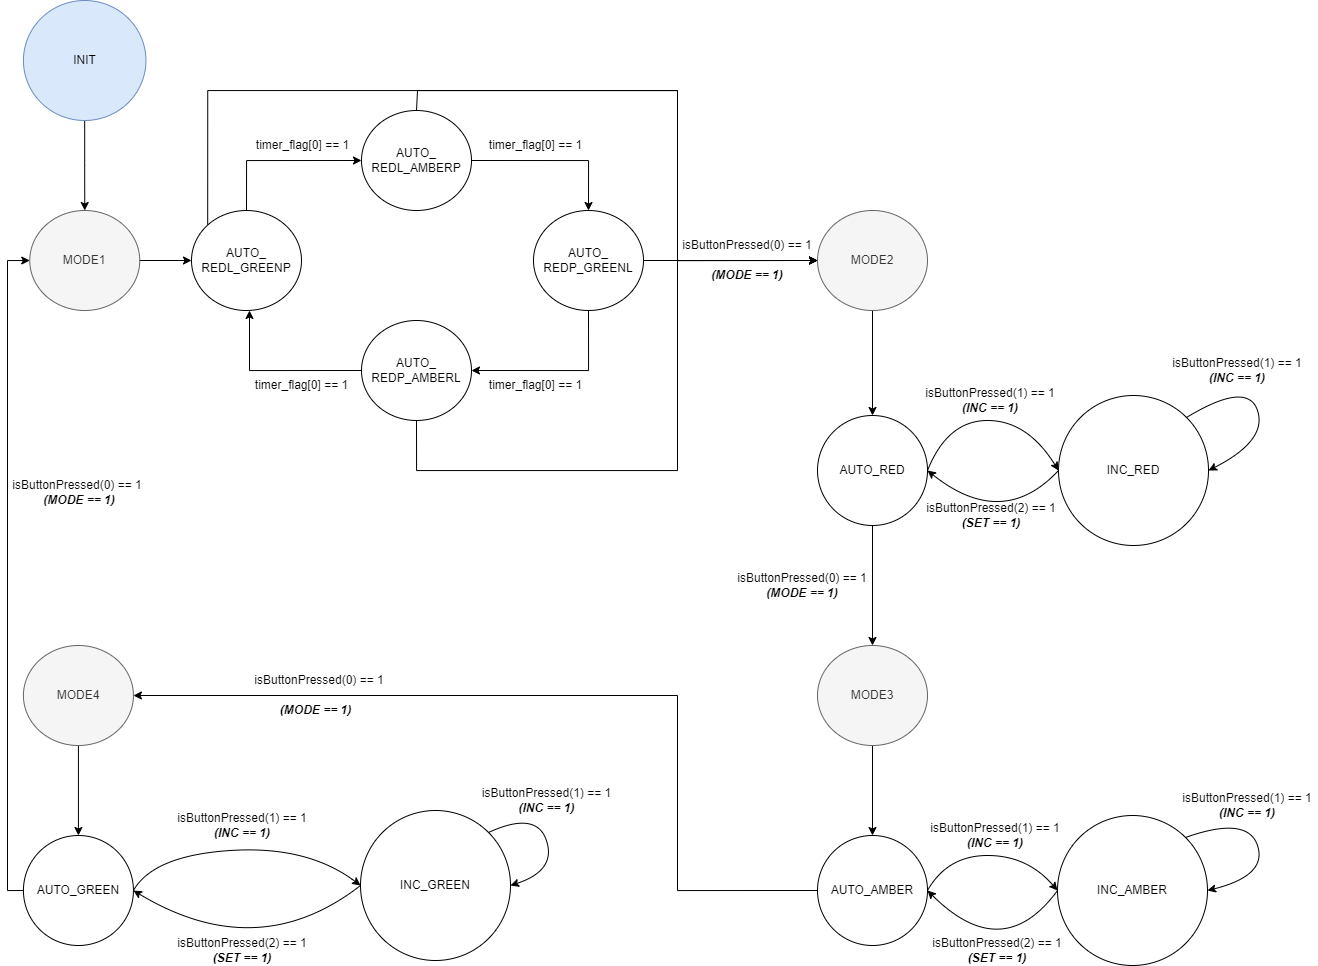 INIT
timer_flag[0] == 1
AUTO_
REDL_AMBERP
timer_flag[0] == 1
MODE1
AUTO_
REDL_GREENP
AUTO_
REDP_GREENL
isButtonPressed(0) == 1
(MODE == 1)
MODE2
AUTO_
REDP_AMBERL
timer_flag[0] == 1
timer_flag[0] == 1
isButtonPressed(1) == 1
(INC == 1)
isButtonPressed(1) == 1
(INC == 1)
AUTO_RED
INC_RED
isButtonPressed(2) == 1
(SET == 1)
isButtonPressed(0) == 1
(MODE == 1)
isButtonPressed(0) == 1
(MODE == 1)
MODE4
isButtonPressed(0) == 1
(MODE == 1)
MODE3
isButtonPressed(1) == 1
(INC == 1)
isButtonPressed(1) == 1
(INC == 1)
AUTO_GREEN
INC_GREEN
isButtonPressed(2) == 1
(SET == 1)
isButtonPressed(1) == 1
(INC == 1)
isButtonPressed(1) == 1
(INC == 1)
AUTO_AMBER
INC_AMBER
isButtonPressed(2) == 1
(SET == 1)